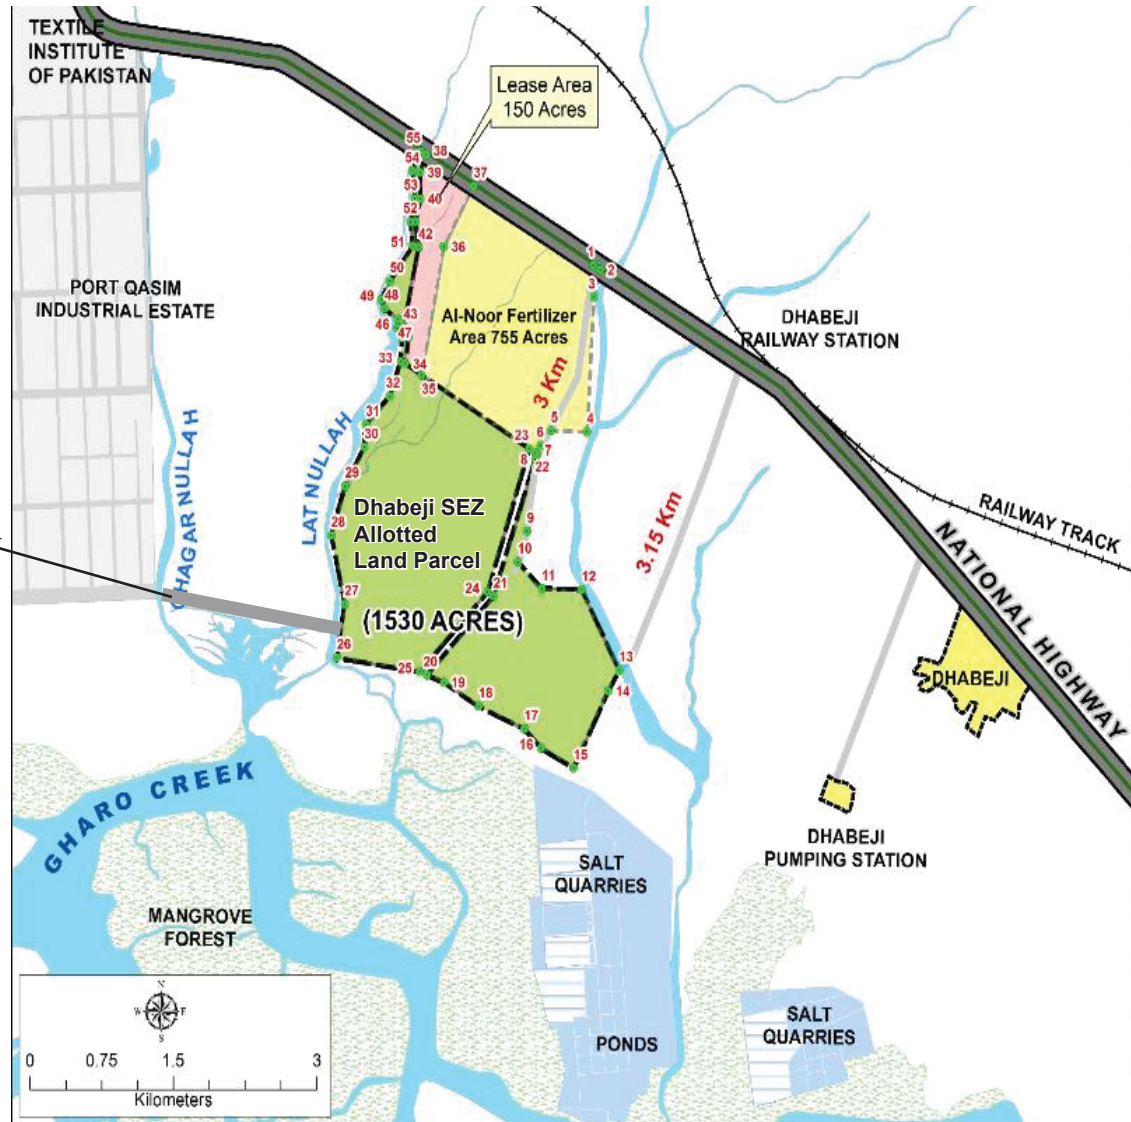 TEXTILE
INSTITUTE
OF PAKISTAN
Lease Area
150 Acres
55
38
54
39
37
53
40
52
51
42
36
50
49
48
43
46
47
33
34
35
32
31
30
29
28
27
26
1
2
3
4
5
6
7
23
8
22
9
10
11
12
24
21
13
14
25
20
19
18
17
16
15
PORT QASIM
INDUSTRIAL ESTATE
Al-Noor Fertilizer
Area 755 Acres
3 Km
DHABEJI
RAILWAY STATION
CHAGAR NULLAH
LAT NULLAH
Dhabeji SEZ
Allotted
Land Parcel
(1530 ACRES)
3.15 Km
RAILWAY TRACK
NATIONAL HIGHWAY
DHABEJI
GHARO CREEK
DHABEJI
PUMPING STATION
SALT
QUARRIES
MANGROVE
FOREST
PONDS
SALT
QUARRIES
N
W E
S
0 0.75 1.5 3
Kilometers